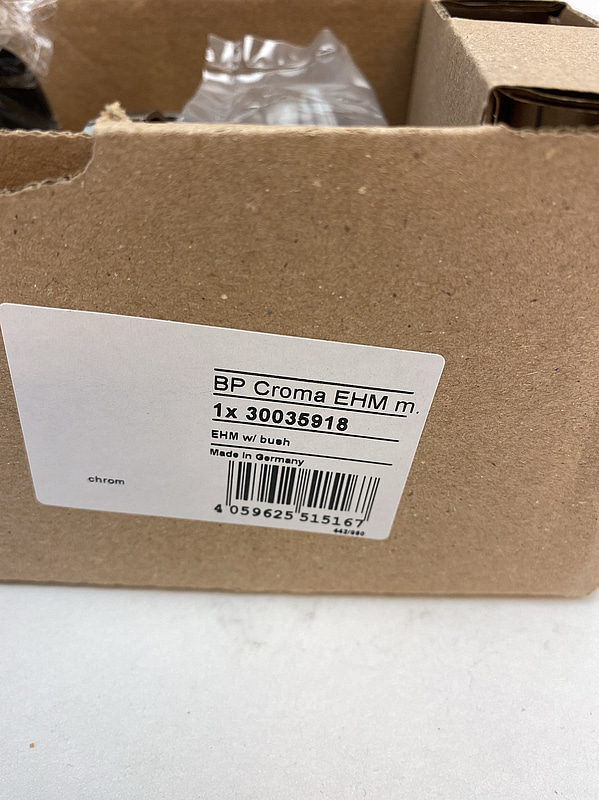 BP Croma EHM m.
1x 30035918
EHM w/ bush
Made in Germany
chrom
4 059625 515167